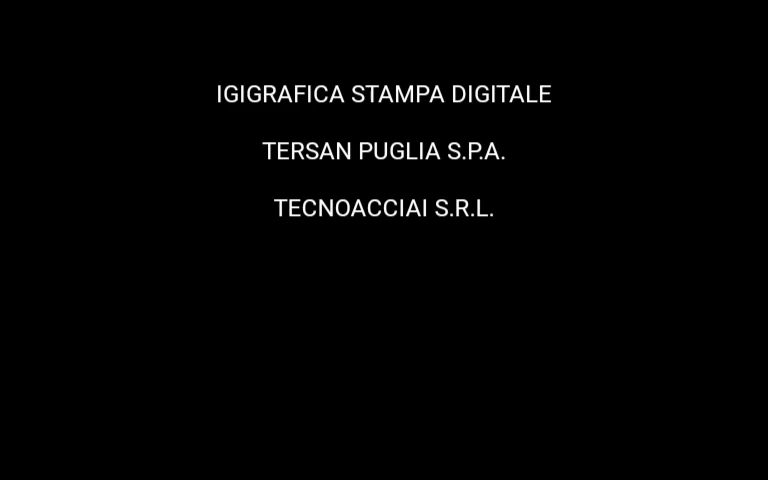 IGIGRAFICA STAMPA DIGITALE
TERSAN PUGLIA S.P.A.
TECNOACCIAI S.R.L.